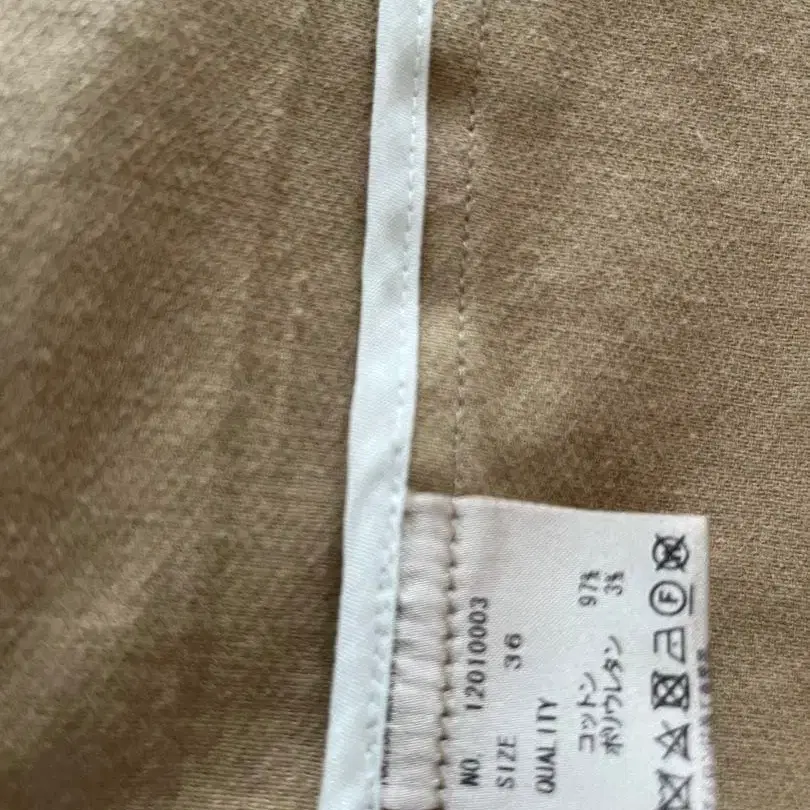 NO. 12010003
SIZE 36
QUALITY
コットン 97%
ポリウレタン 3%
F